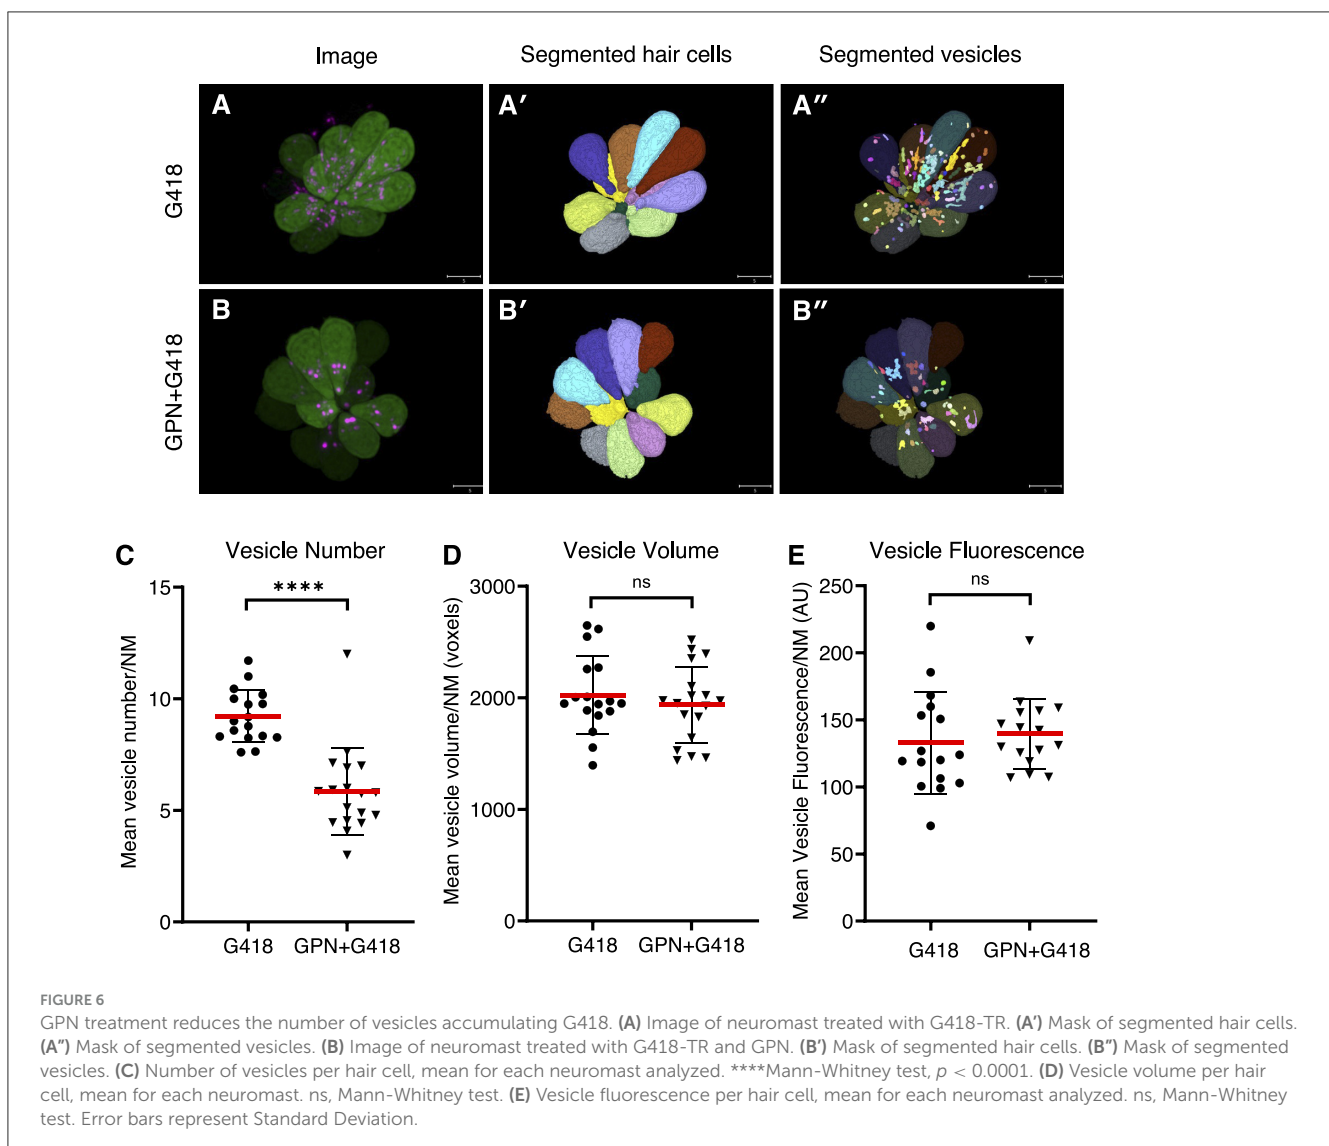 Image
Segmented hair cells
Segmented vesicles
G418
A
A′
A″
5
5
5
GPN+G418
B
B′
B″
5
5
5
C
Vesicle Number
****
Mean vesicle number/NM
15
10
5
0
G418
GPN+G418
D
Vesicle Volume
ns
Mean vesicle volume/NM (voxels)
3000
2000
1000
0
G418
GPN+G418
E
Vesicle Fluorescence
ns
Mean Vesicle Fluorescence/NM (AU)
250
200
150
100
50
0
G418
GPN+G418
FIGURE 6
GPN treatment reduces the number of vesicles accumulating G418. (A) Image of neuromast treated with G418-TR. (A′) Mask of segmented hair cells.
(A″) Mask of segmented vesicles. (B) Image of neuromast treated with G418-TR and GPN. (B′) Mask of segmented hair cells. (B″) Mask of segmented
vesicles. (C) Number of vesicles per hair cell, mean for each neuromast analyzed. ****Mann-Whitney test, p < 0.0001. (D) Vesicle volume per hair
cell, mean for each neuromast. ns, Mann-Whitney test. (E) Vesicle fluorescence per hair cell, mean for each neuromast analyzed. ns, Mann-Whitney
test. Error bars represent Standard Deviation.